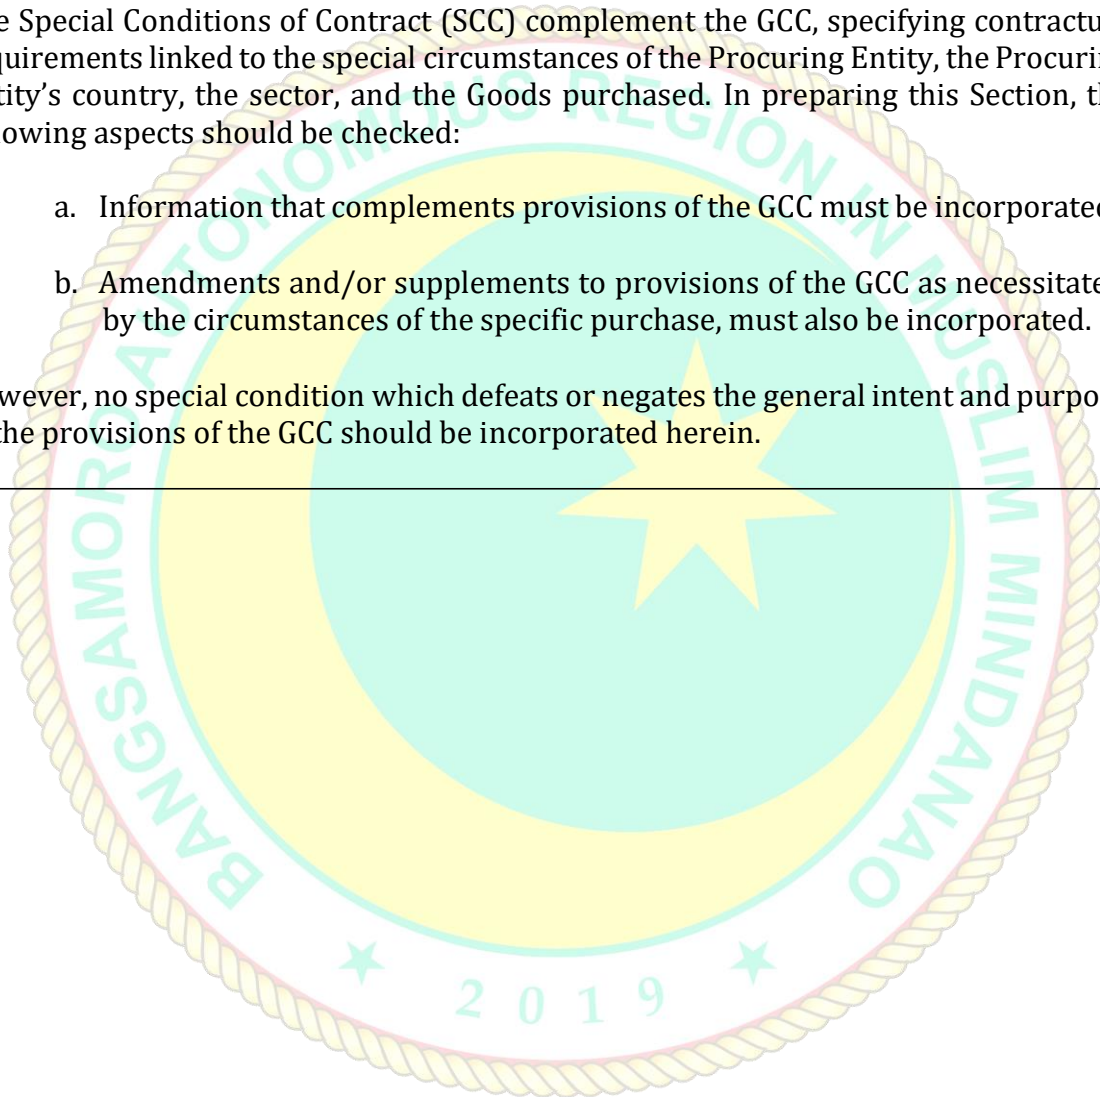 e Special Conditions of Contract (SCC) complement the GCC, specifying contractu
quirements linked to the special circumstances of the Procuring Entity, the Procurin
tity's country, the sector, and the Goods purchased. In preparing this Section, th
lowing aspects should be checked:
a. Information that complements provisions of the GCC must be incorporated
b. Amendments and/or supplements to provisions of the GCC as necessitate
by the circumstances of the specific purchase, must also be incorporated.
wever, no special condition which defeats or negates the general intent and purpo
the provisions of the GCC should be incorporated herein.
BANGSAMORO AUTONOMOUS REGION IN MUSLIM MINDANAO
2019